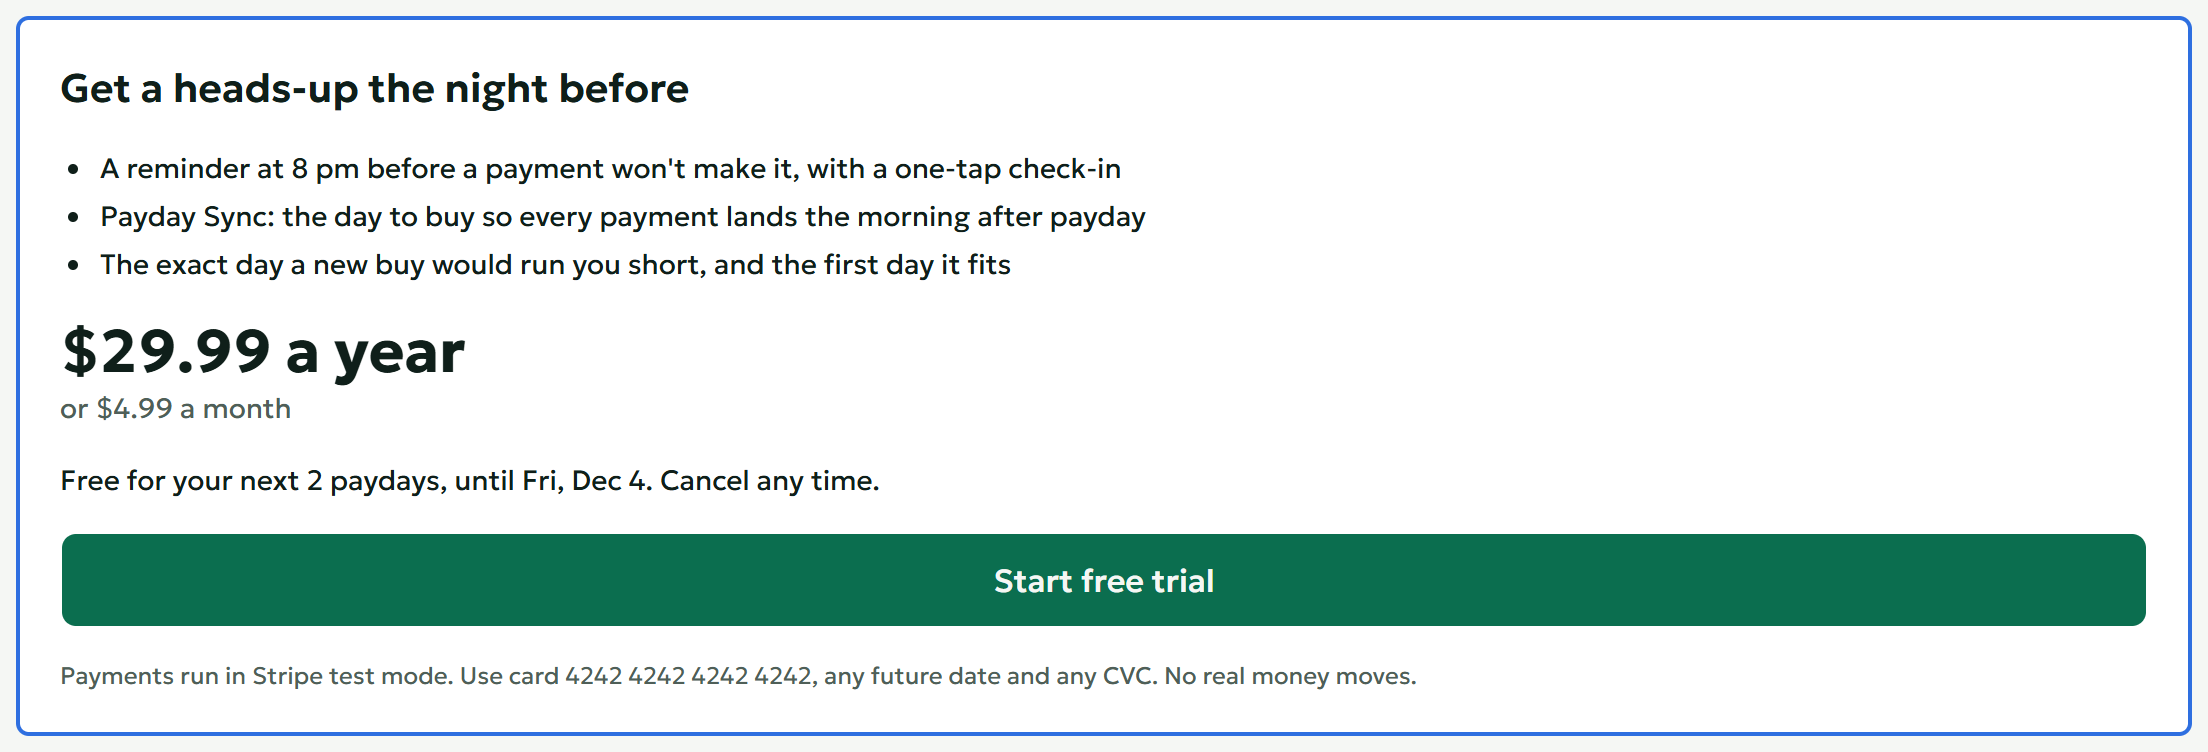 Get a heads-up the night before
• A reminder at 8 pm before a payment won't make it, with a one-tap check-in
• Payday Sync: the day to buy so every payment lands the morning after payday
• The exact day a new buy would run you short, and the first day it fits
$29.99 a year
or $4.99 a month
Free for your next 2 paydays, until Fri, Dec 4. Cancel any time.
Start free trial
Payments run in Stripe test mode. Use card 4242 4242 4242 4242, any future date and any CVC. No real money moves.